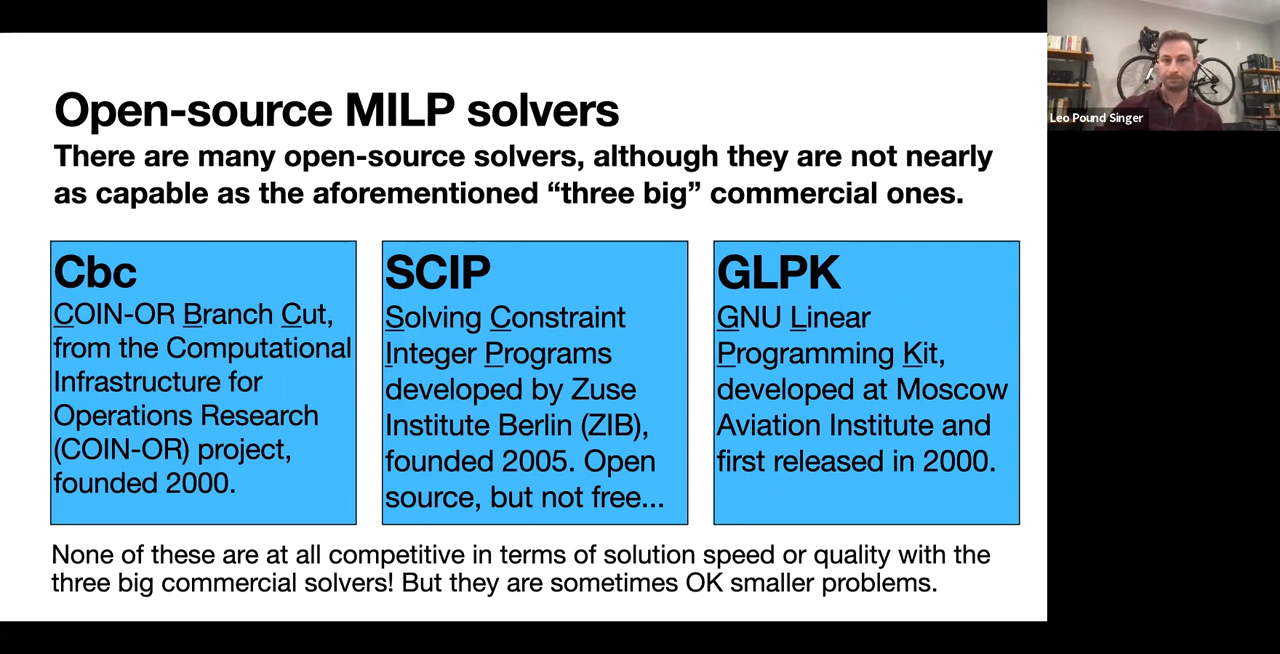 Open-source MILP solvers
There are many open-source solvers, although they are not nearly
as capable as the aforementioned “three big” commercial ones.
Cbc
COIN-OR Branch Cut,
from the Computational
Infrastructure for
Operations Research
(COIN-OR) project,
founded 2000.
SCIP
Solving Constraint
Integer Programs
developed by Zuse
Institute Berlin (ZIB),
founded 2005. Open
source, but not free...
GLPK
GNU Linear
Programming Kit,
developed at Moscow
Aviation Institute and
first released in 2000.
None of these are at all competitive in terms of solution speed or quality with the
three big commercial solvers! But they are sometimes OK smaller problems.
Leo Pound Singer